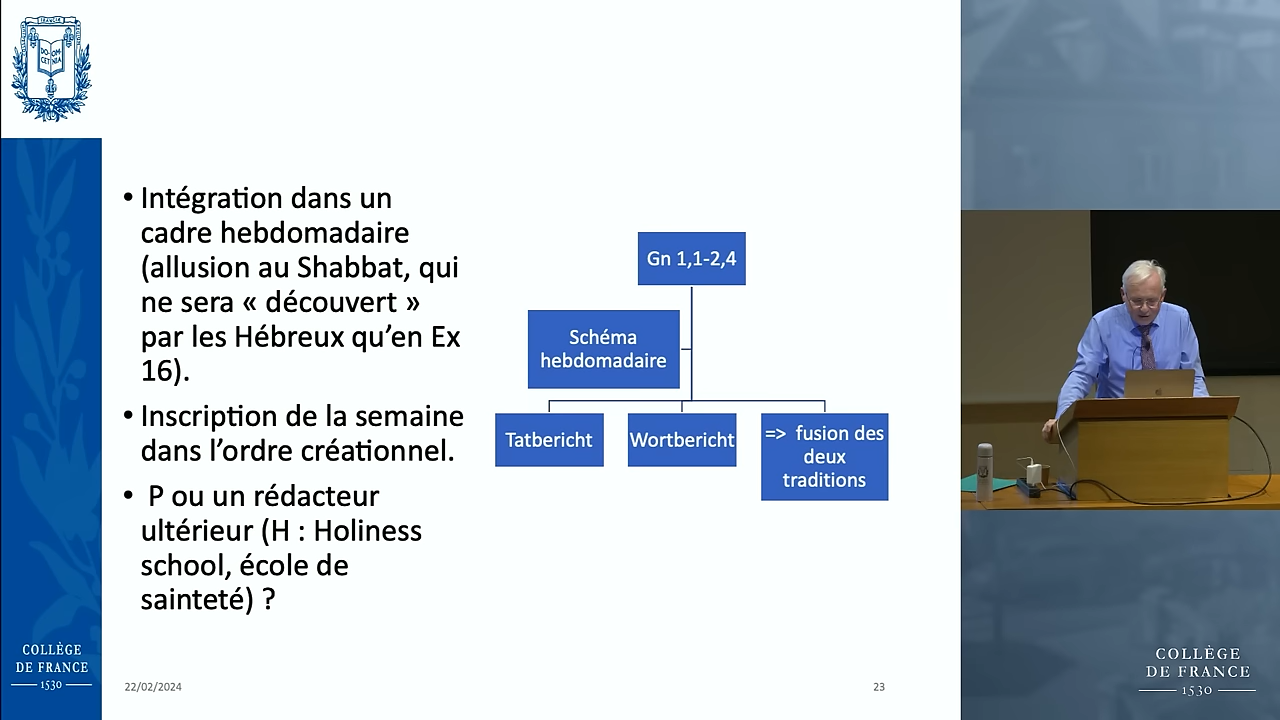 • Intégration dans un
cadre hebdomadaire
(allusion au Shabbat, qui
ne sera « découvert »
par les Hébreux qu’en Ex
16).
• Inscription de la semaine
dans l’ordre créationnel.
• P ou un rédacteur
ultérieur (H : Holiness
school, école de
sainteté) ?
Gn 1,1-2,4
Schéma
hebdomadaire
Tatbericht
Wortbericht
=> fusion des
deux
traditions
COLLÈGE
DE FRANCE
1530
22/02/2024
23
COLLÈGE
DE FRANCE
1530